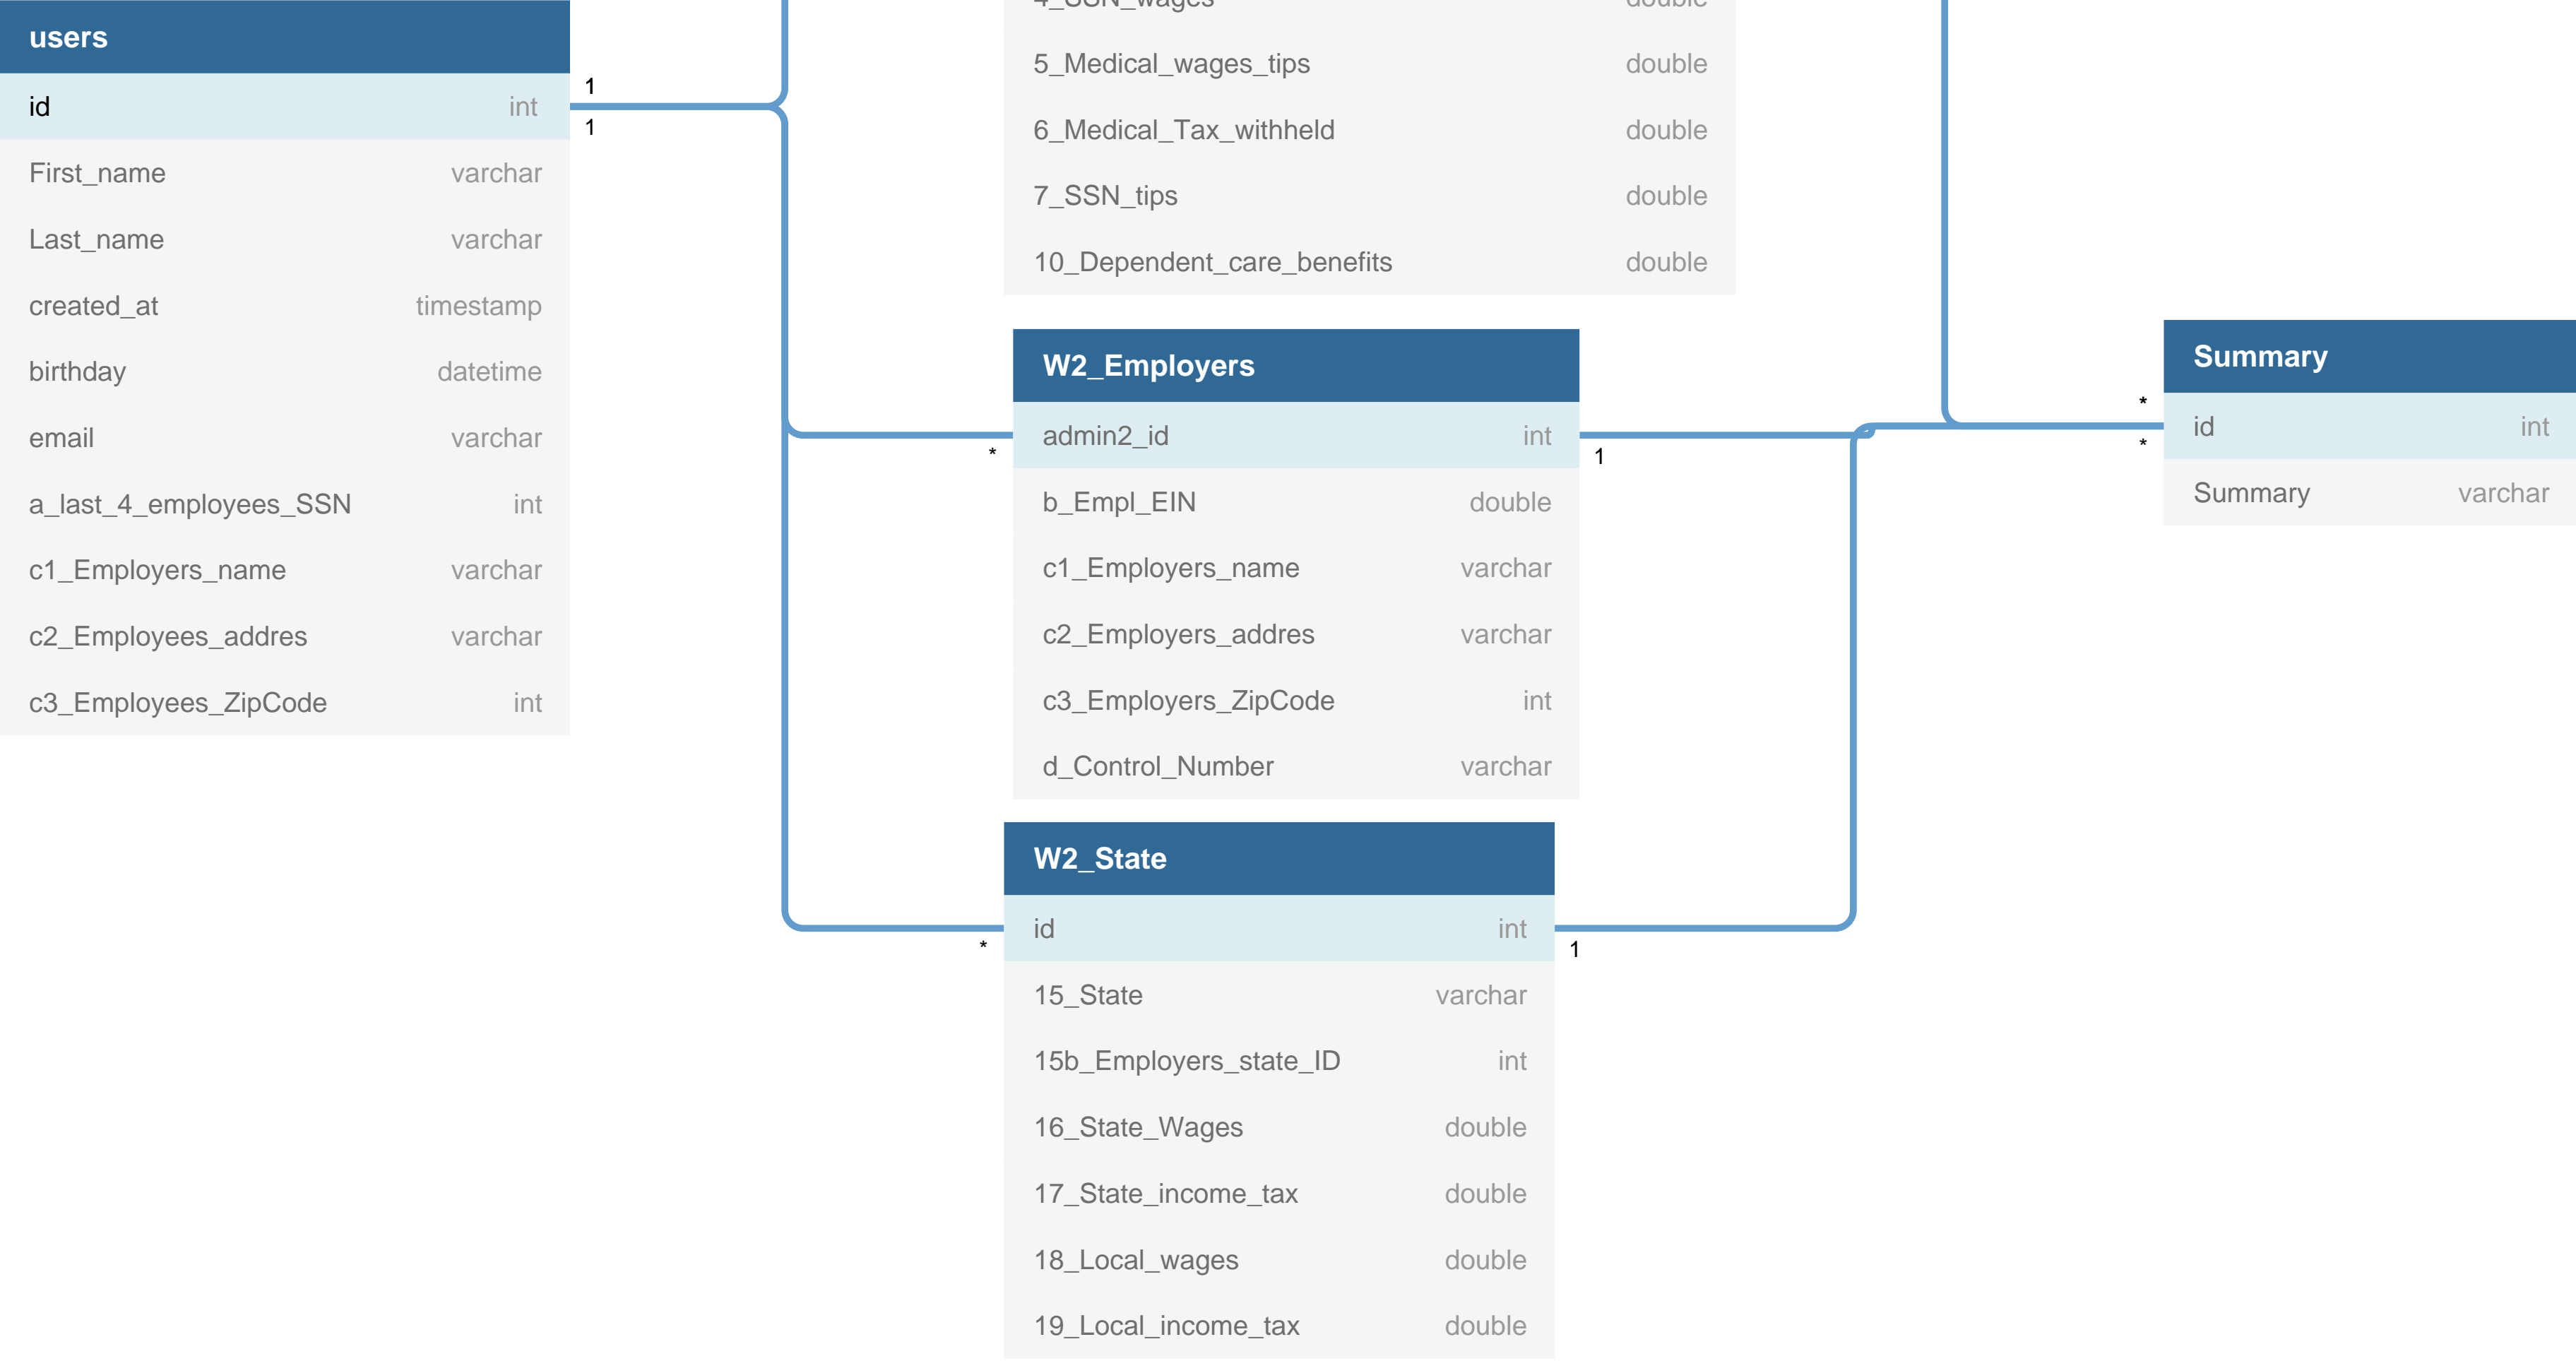 users
id int
First_name varchar
Last_name varchar
created_at timestamp
birthday datetime
email varchar
a_last_4_employees_SSN int
c1_Employers_name varchar
c2_Employees_addres varchar
c3_Employees_ZipCode int
1
1
4_SSN_wages double
5_Medical_wages_tips double
6_Medical_Tax_withheld double
7_SSN_tips double
10_Dependent_care_benefits double
W2_Employers
* admin2_id int 1
b_Empl_EIN double
c1_Employers_name varchar
c2_Employers_addres varchar
c3_Employers_ZipCode int
d_Control_Number varchar
W2_State
* id int 1
15_State varchar
15b_Employers_state_ID int
16_State_Wages double
17_State_income_tax double
18_Local_wages double
19_Local_income_tax double
Summary
*
*
id int
Summary varchar